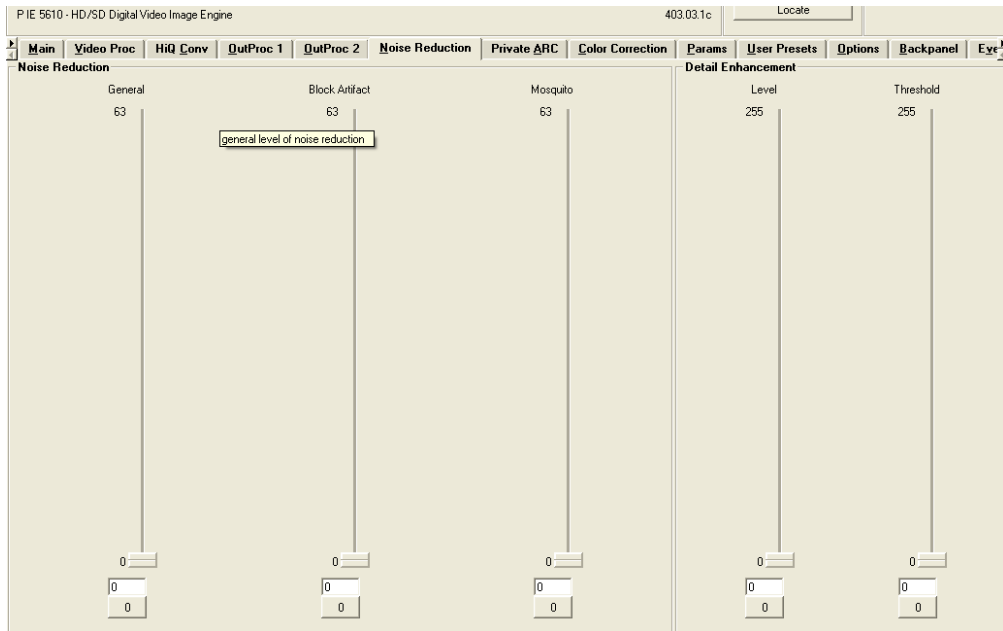 P IE 5610 - HD/SD Digital Video Image Engine 403.03.1c Locate
Main Video Proc HiQ Conv OutProc 1 OutProc 2 Noise Reduction Private ARC Color Correction Params User Presets Options Backpanel
Noise Reduction Detail Enhancement
General Block Artifact Mosquito Level Threshold
63 63 63 255 255
general level of noise reduction
0 0 0 0 0
0 0 0 0 0
0 0 0 0 0